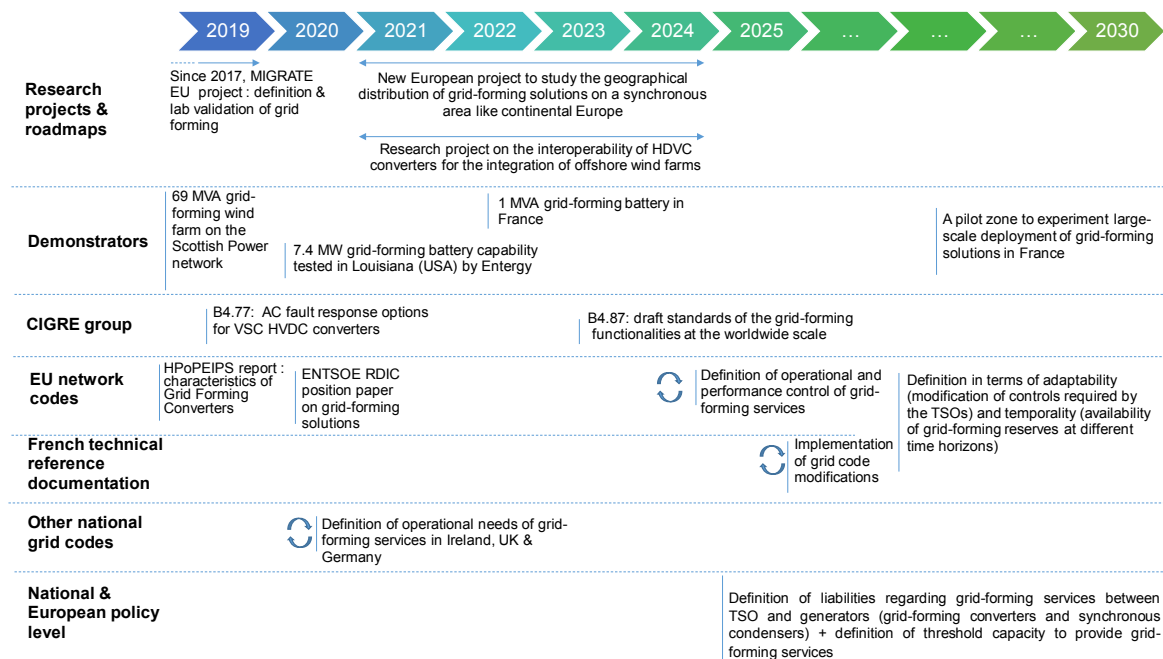 2019
2020
2021
2022
2023
2024
2025
...
...
...
2030
Research
projects &
roadmaps
Since 2017, MIGRATE
EU project : definition &
lab validation of grid
forming
New European project to study the geographical
distribution of grid-forming solutions on a synchronous
area like continental Europe
Research project on the interoperability of HDVC
converters for the integration of offshore wind farms
Demonstrators
69 MVA grid-
forming wind
farm on the
Scottish Power
network
7.4 MW grid-forming battery capability
tested in Louisiana (USA) by Entergy
1 MVA grid-forming battery in
France
A pilot zone to experiment large-
scale deployment of grid-forming
solutions in France
CIGRE group
B4.77: AC fault response options
for VSC HVDC converters
B4.87: draft standards of the grid-forming
functionalities at the worldwide scale
EU network
codes
HPoPEIPS report :
characteristics of
Grid Forming
Converters
ENTSOE RDIC
position paper
on grid-forming
solutions
Definition of operational and
performance control of grid-
forming services
Definition in terms of adaptability
(modification of controls required by
the TSOs) and temporality (availability
of grid-forming reserves at different
time horizons)
French technical
reference
documentation
Implementation
of grid code
modifications
Other national
grid codes
Definition of operational needs of grid-
forming services in Ireland, UK &
Germany
National &
European policy
level
Definition of liabilities regarding grid-forming services between
TSO and generators (grid-forming converters and synchronous
condensers) + definition of threshold capacity to provide grid-
forming services